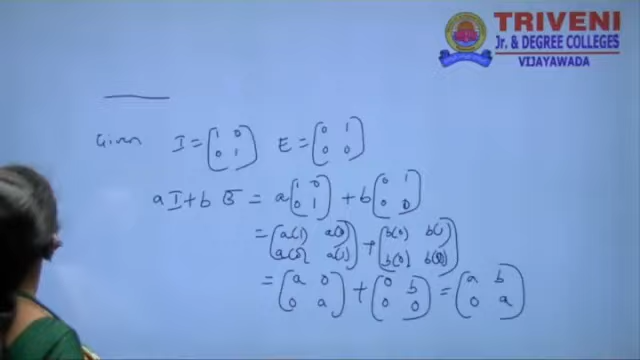 TRIVENI
Jr. & DEGREE COLLEGES
VIJAYAWADA
Given I = (1 0 0 1) E = (0 1 0 0)
aI + bE = a(1 0 0 1) + b(0 1 0 0)
= (a(1) a(0) a(0) a(1)) + (b(0) b(1) b(0) b(0))
= (a 0 0 a) + (0 b 0 0) = (a b 0 a)